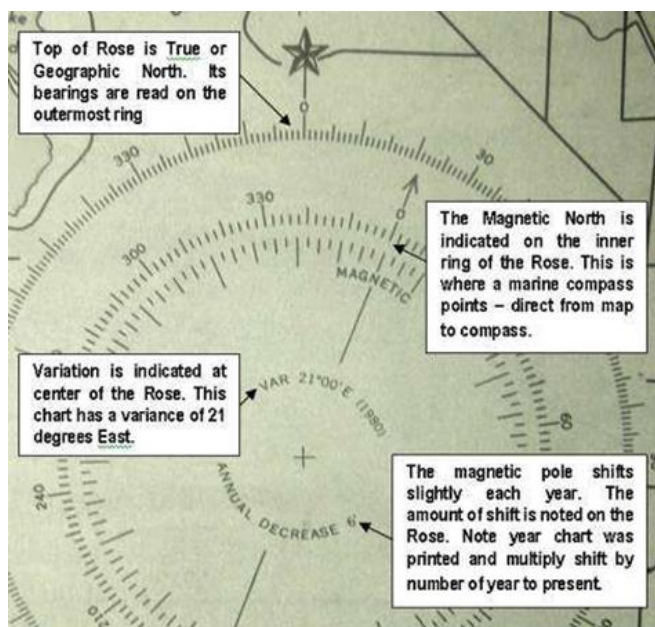 Top of Rose is True or
Geographic North. Its
bearings are read on the
outermost ring
0
330
30
330
0
The Magnetic North is
indicated on the inner
ring of the Rose. This is
where a marine compass
points – direct from map
to compass.
300
MAGNETIC
Variation is indicated at
center of the Rose. This
chart has a variance of 21
degrees East.
VAR 21°00'E (1980)
60
240
ANNUAL DECREASE 6'
The magnetic pole shifts
slightly each year. The
amount of shift is noted on the
Rose. Note year chart was
printed and multiply shift by
number of year to present.
210